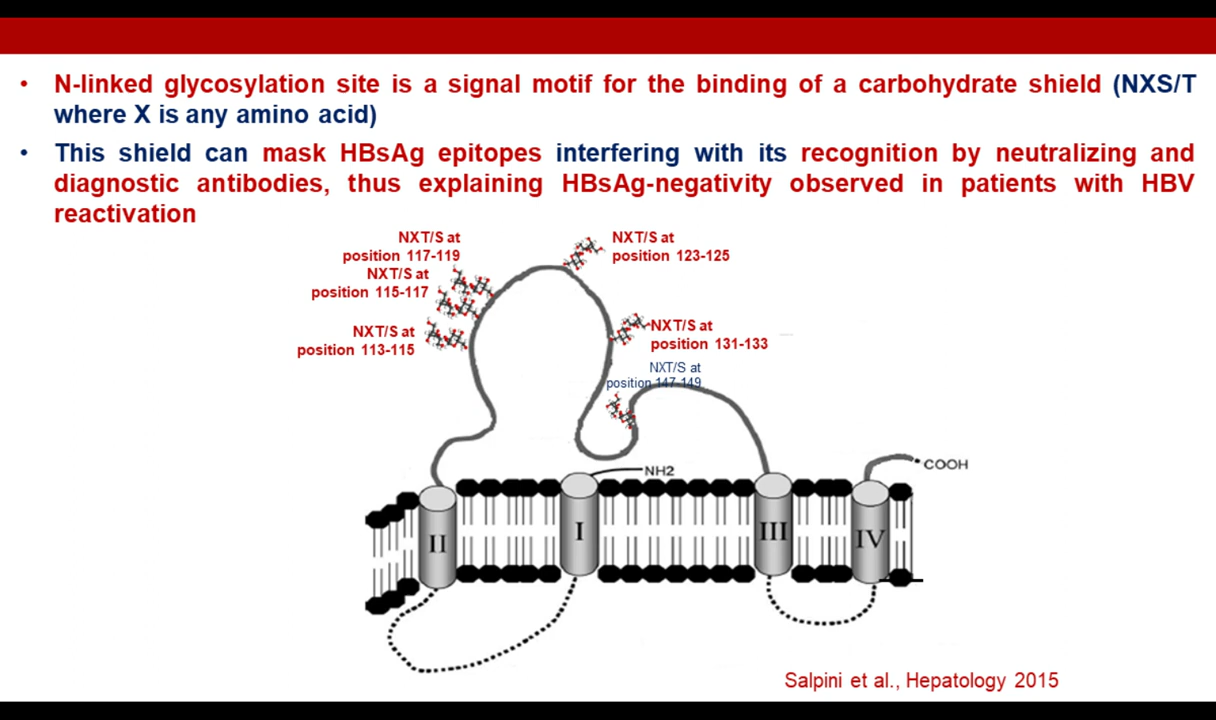 • N-linked glycosylation site is a signal motif for the binding of a carbohydrate shield (NXS/T
where X is any amino acid)
• This shield can mask HBsAg epitopes interfering with its recognition by neutralizing and
diagnostic antibodies, thus explaining HBsAg-negativity observed in patients with HBV
reactivation
NXT/S at
position 117-119
NXT/S at
position 115-117
NXT/S at
position 113-115
NXT/S at
position 123-125
NXT/S at
position 131-133
NXT/S at
position 147-149
NH2
COOH
II
I
III
IV
Salpini et al., Hepatology 2015